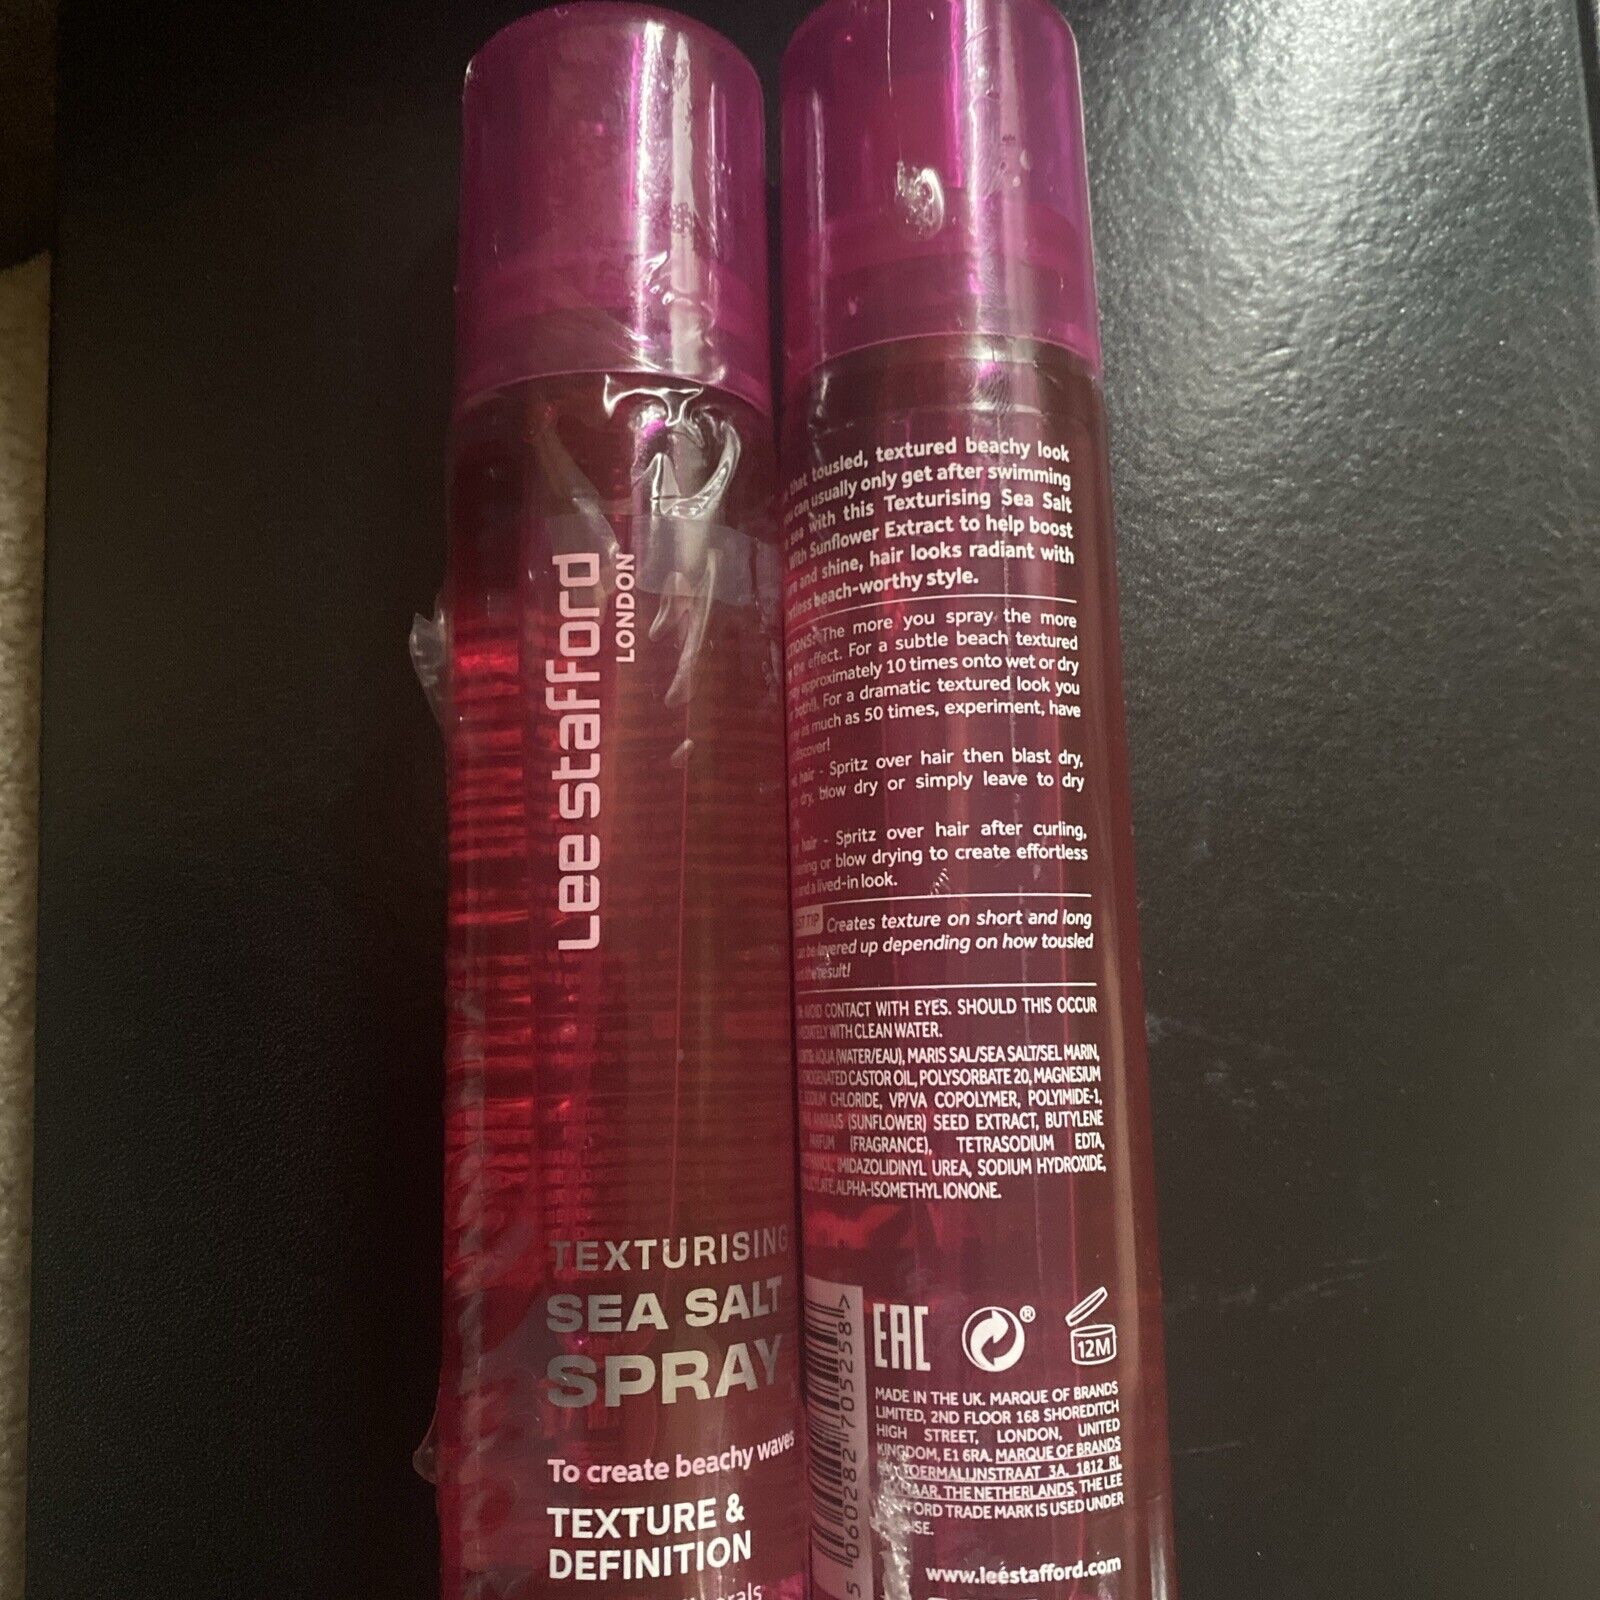 Lee stafford
LONDON
TEXTURISING
SEA SALT
SPRAY
To create beachy waves
TEXTURE &
DEFINITION
that tousled, textured beachy look
can usually only get after swimming
sea with this Texturising Sea Salt
With Sunflower Extract to help boost
and shine, hair looks radiant with
beach-worthy style.
The more you spray the more
the effect. For a subtle beach textured
approximately 10 times onto wet or dry
both!). For a dramatic textured look you
as much as 50 times, experiment, have
discover!
hair - Spritz over hair then blast dry,
dry, blow dry or simply leave to dry
hair - Spritz over hair after curling,
or blow drying to create effortless
and a lived-in look.
TIP Creates texture on short and long
can be layered up depending on how tousled
the result!
AVOID CONTACT WITH EYES. SHOULD THIS OCCUR
WITH CLEAN WATER.
AQUA (WATER/EAU), MARIS SAL/SEA SALT/SEL MARIN,
CASTOR OIL, POLYSORBATE 20, MAGNESIUM
SODIUM CHLORIDE, VP/VA COPOLYMER, POLYIMIDE-1,
(SUNFLOWER) SEED EXTRACT, BUTYLENE
PARFUM (FRAGRANCE), TETRASODIUM EDTA,
IMIDAZOLIDINYL UREA, SODIUM HYDROXIDE,
ALPHA-ISOMETHYL IONONE.
EAC
®
12M
5 060282 705258 >
MADE IN THE UK. MARQUE OF BRANDS
LIMITED, 2ND FLOOR 168 SHOREDITCH
HIGH STREET, LONDON, UNITED
KINGDOM, E1 6RA. MARQUE OF BRANDS
3A, 1812 RL
THE NETHERLANDS. THE LEE
TRADE MARK IS USED UNDER
www.leestafford.com